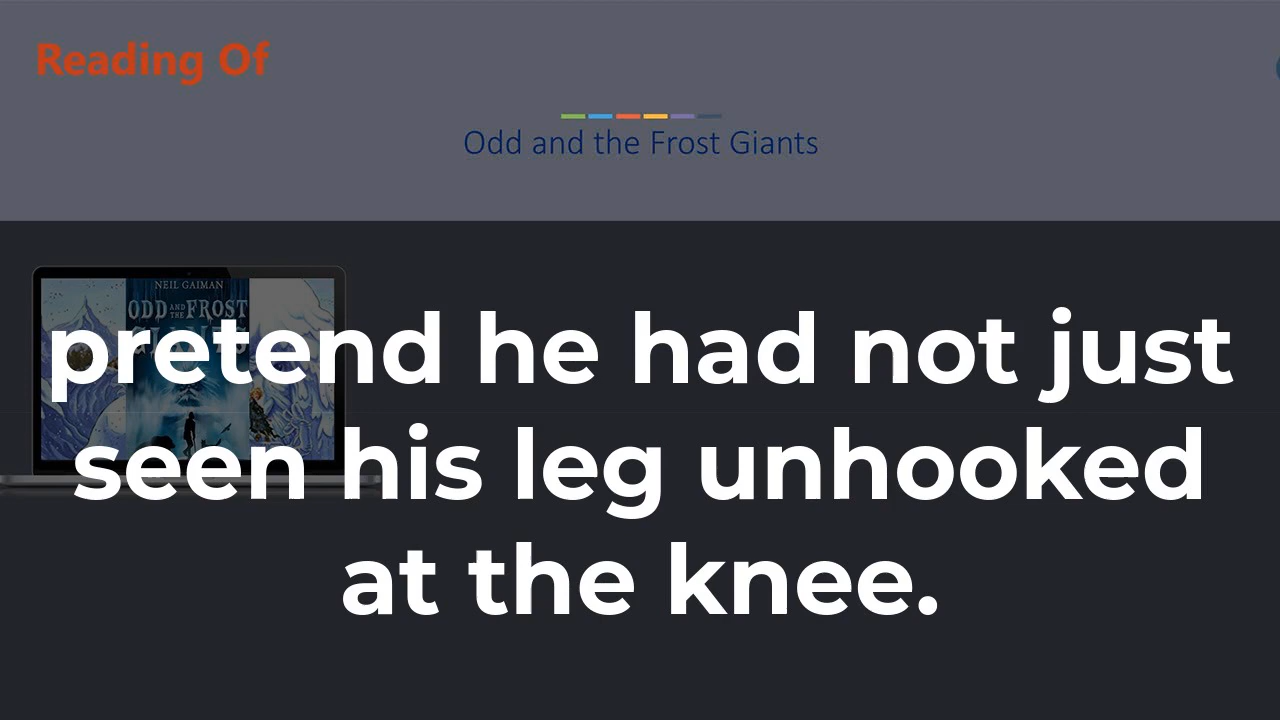 Reading Of
Odd and the Frost Giants
NEIL GAIMAN
ODD AND THE FROST
GIANTS
pretend he had not just
seen his leg unhooked
at the knee.